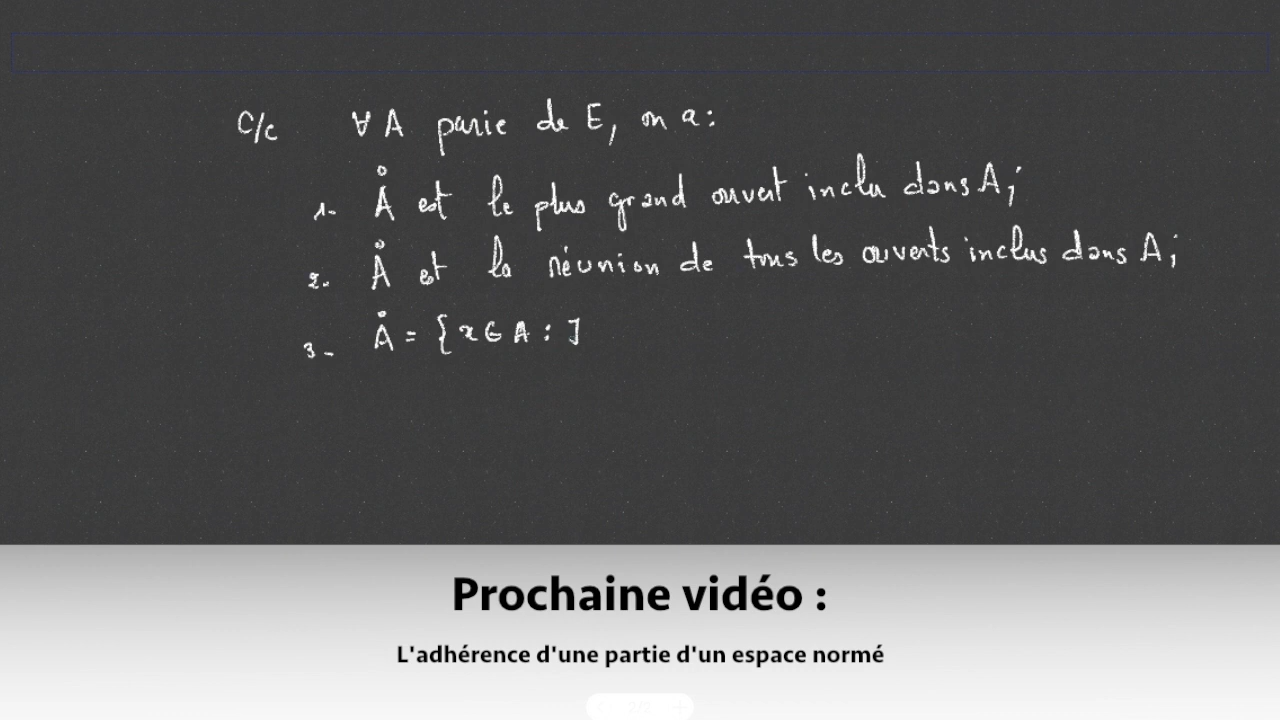 C/c ∀ A parie de E, on a:
1- Å est le plus grand ouvert inclu dans A;
2- Å est la réunion de tous les ouverts inclus dans A;
3- Å = { x ∈ A : ∃
Prochaine vidéo :
L'adhérence d'une partie d'un espace normé